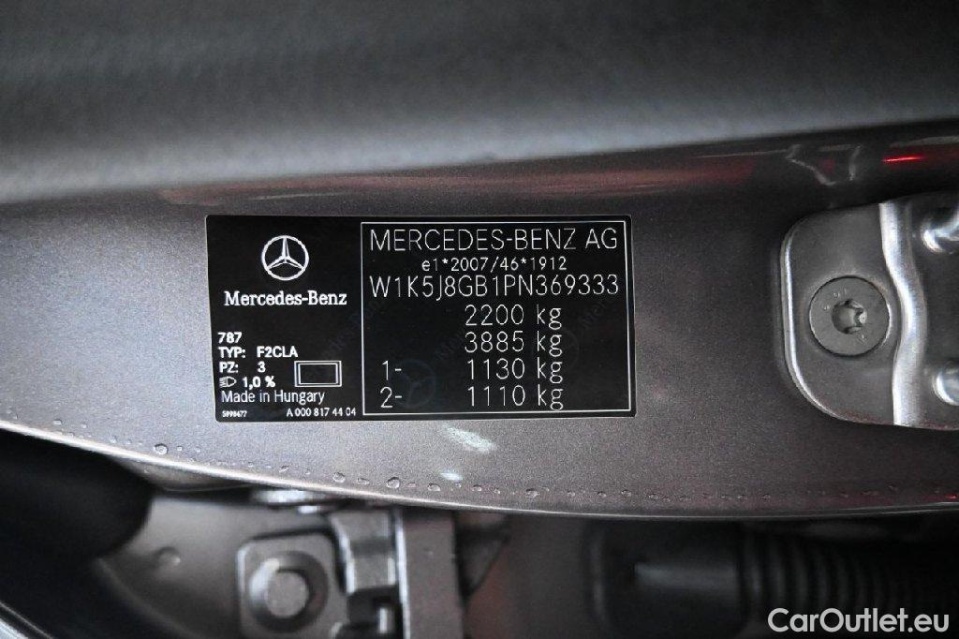 Mercedes-Benz
787
TYP: F2CLA
PZ: 3
1,0 %
Made in Hungary
A 000 817 44 04
MERCEDES-BENZ AG
e1*2007/46*1912
W1K5J8GB1PN369333
2200 kg
3885 kg
1- 1130 kg
2- 1110 kg
CarOutlet.eu